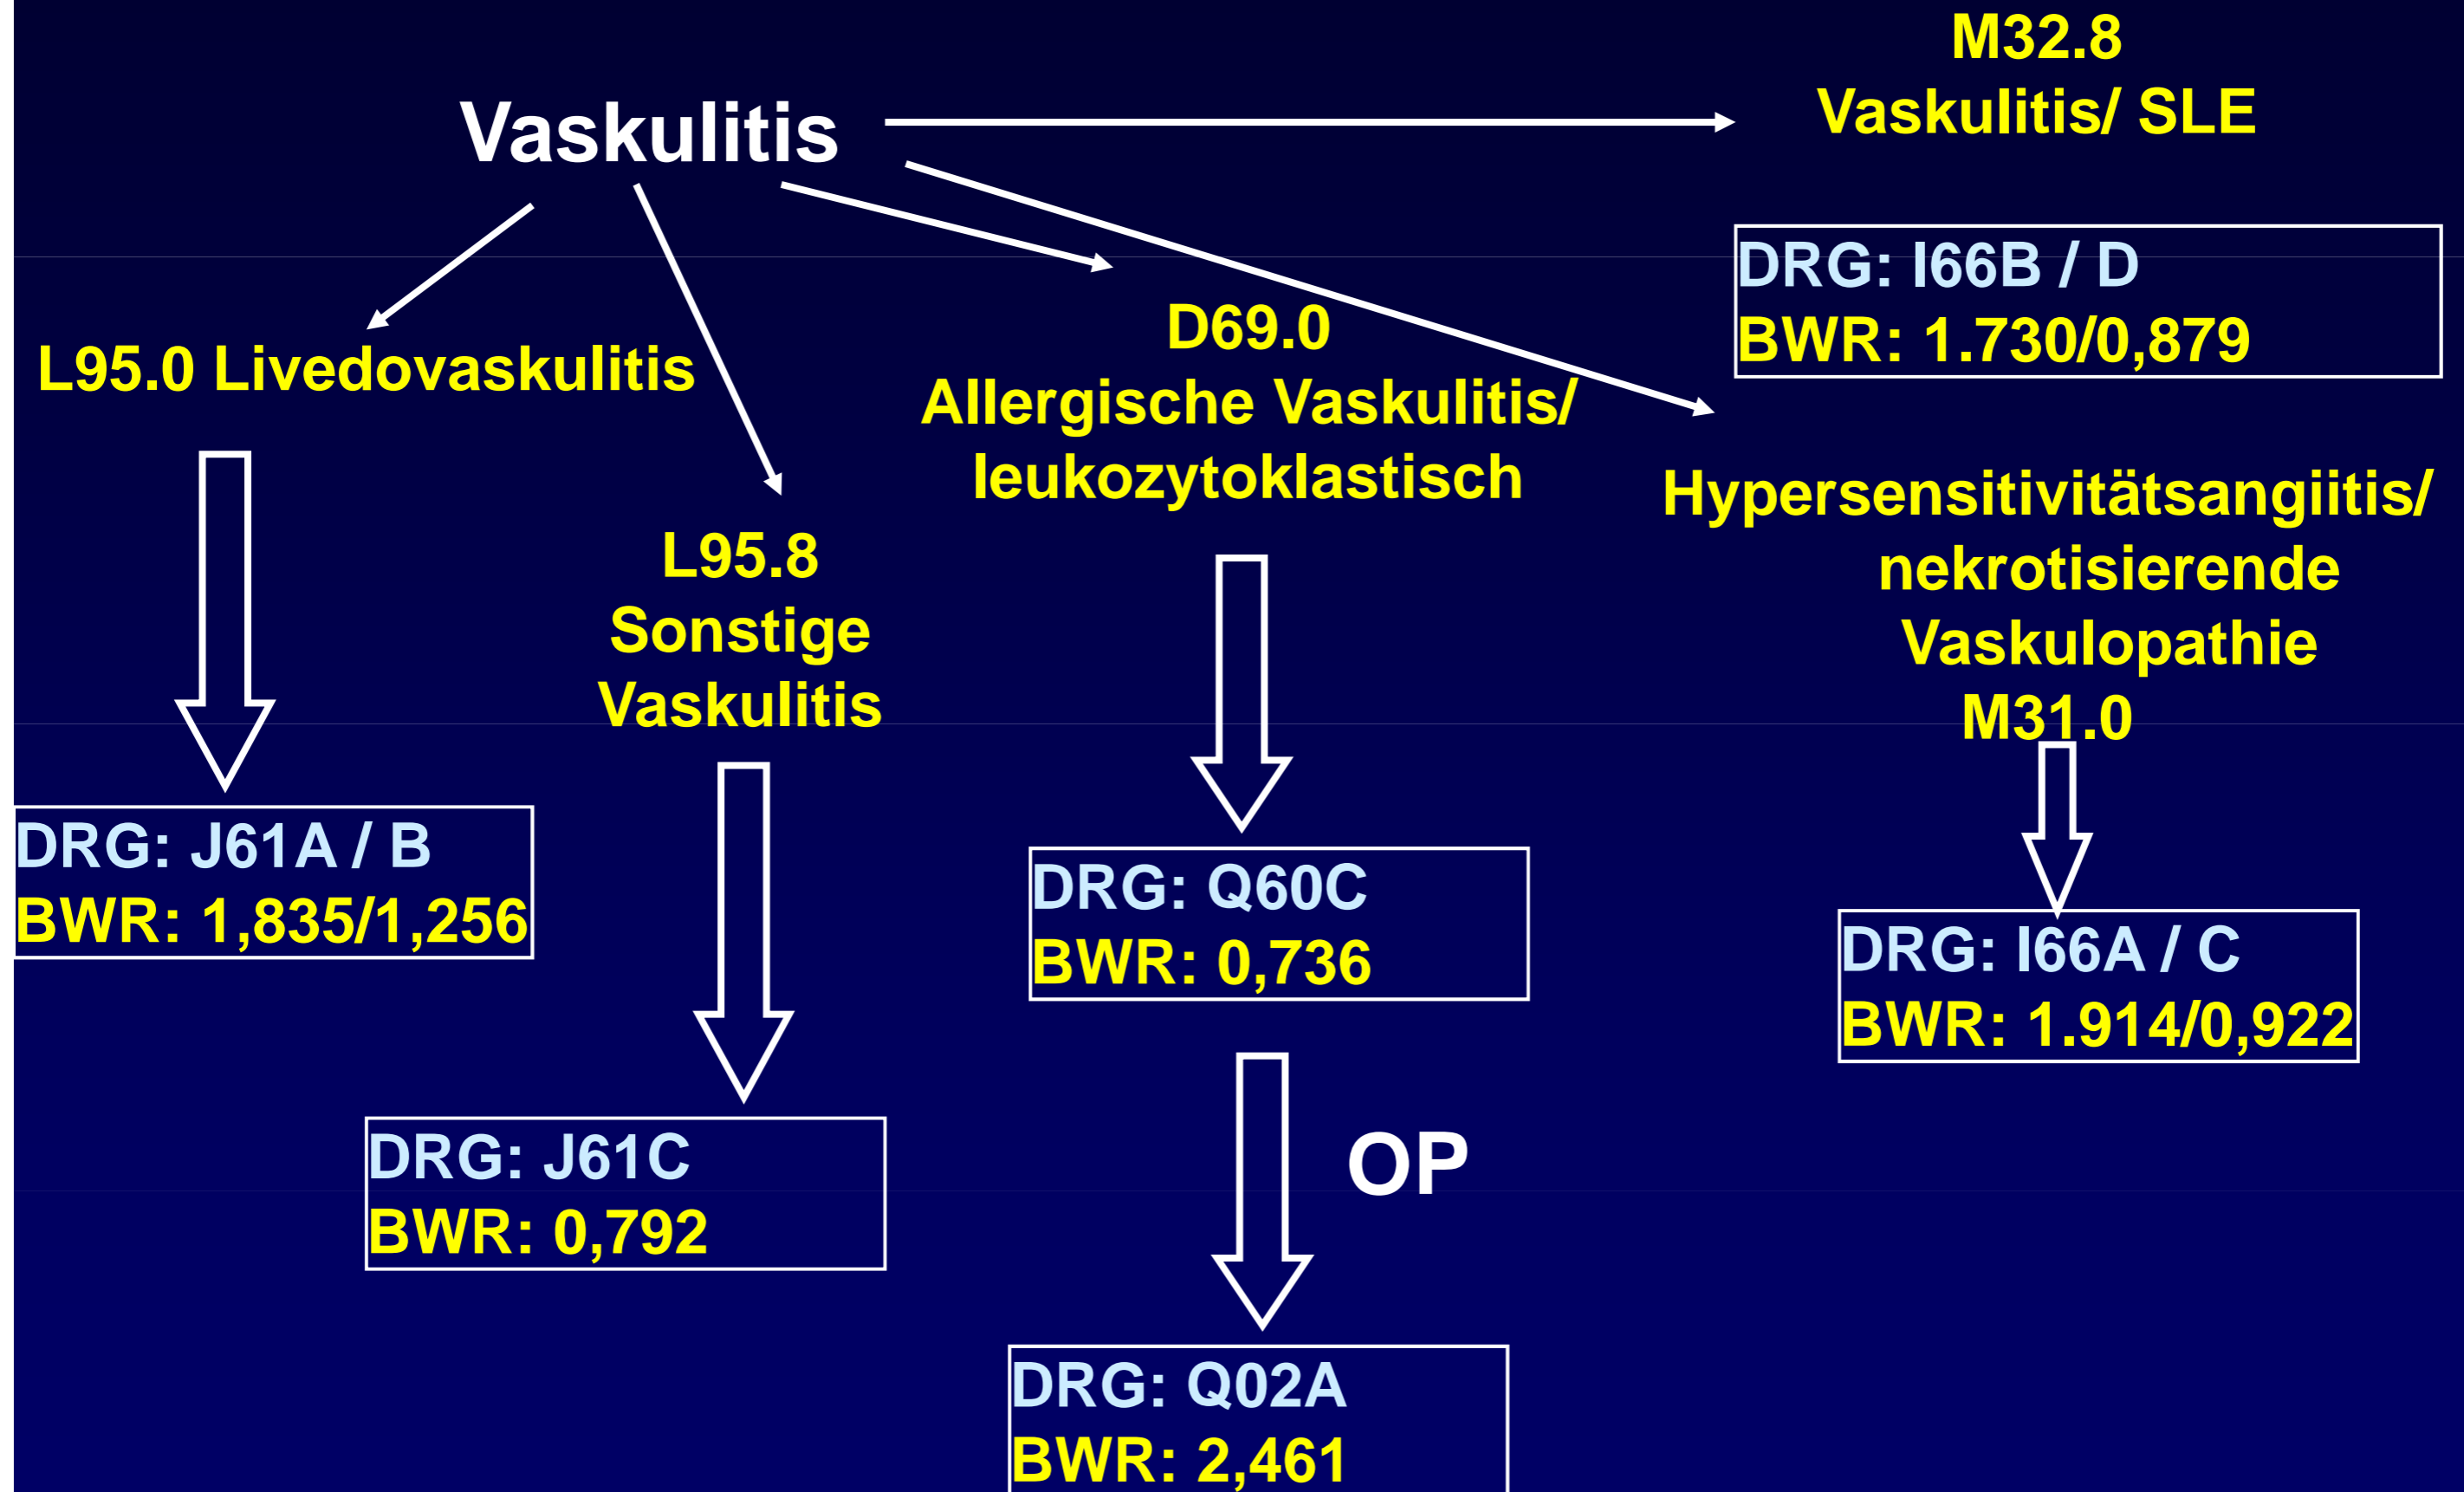 Vaskulitis
M32.8
Vaskulitis/ SLE
DRG: I66B / D
BWR: 1.730/0,879
L95.0 Livedovaskulitis
D69.0
Allergische Vaskulitis/
leukozytoklastisch
Hypersensitivitätsangiitis/
nekrotisierende
Vaskulopathie
M31.0
L95.8
Sonstige
Vaskulitis
DRG: J61A / B
BWR: 1,835/1,256
DRG: Q60C
BWR: 0,736
DRG: I66A / C
BWR: 1.914/0,922
DRG: J61C
BWR: 0,792
OP
DRG: Q02A
BWR: 2,461